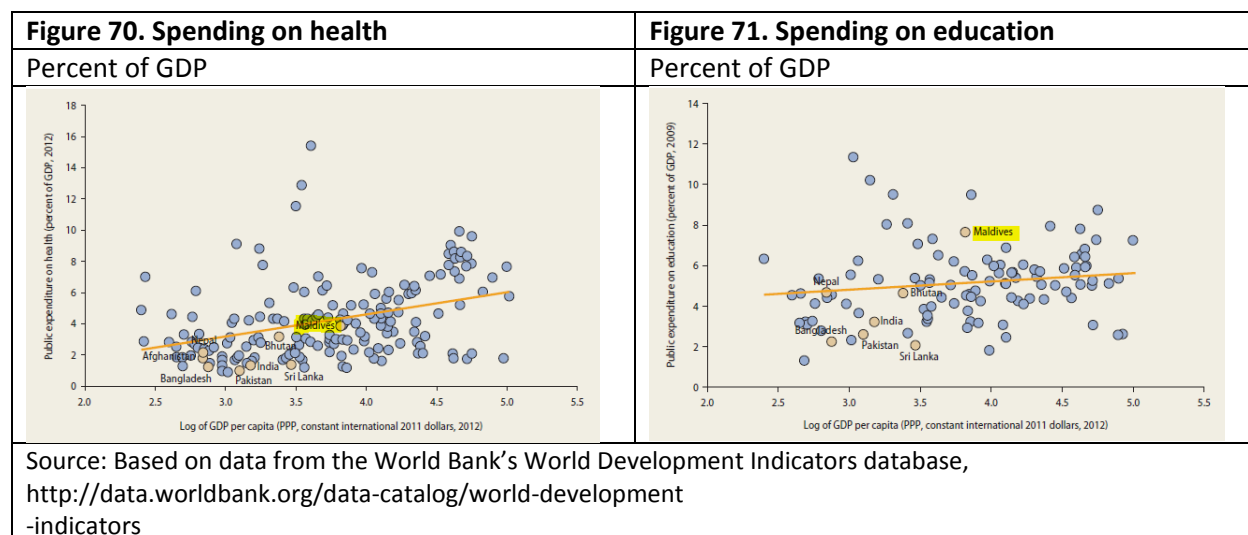 Figure 70. Spending on health
Figure 71. Spending on education
Percent of GDP
Percent of GDP
Public expenditure on health (percent of GDP, 2012)
18
16
14
12
10
8
6
4
2
0
2.0 2.5 3.0 3.5 4.0 4.5 5.0 5.5
Log of GDP per capita (PPP, constant international 2011 dollars, 2012)
Maldives
Nepal
Afghanistan
Bhutan
Bangladesh
Pakistan
India
Sri Lanka
Public expenditure on education (percent of GDP, 2009)
14
12
10
8
6
4
2
0
2.0 2.5 3.0 3.5 4.0 4.5 5.0 5.5
Log of GDP per capita (PPP, constant international 2011 dollars, 2012)
Maldives
Nepal
Bhutan
India
Bangladesh
Pakistan
Sri Lanka
Source: Based on data from the World Bank’s World Development Indicators database,
http://data.worldbank.org/data-catalog/world-development
-indicators